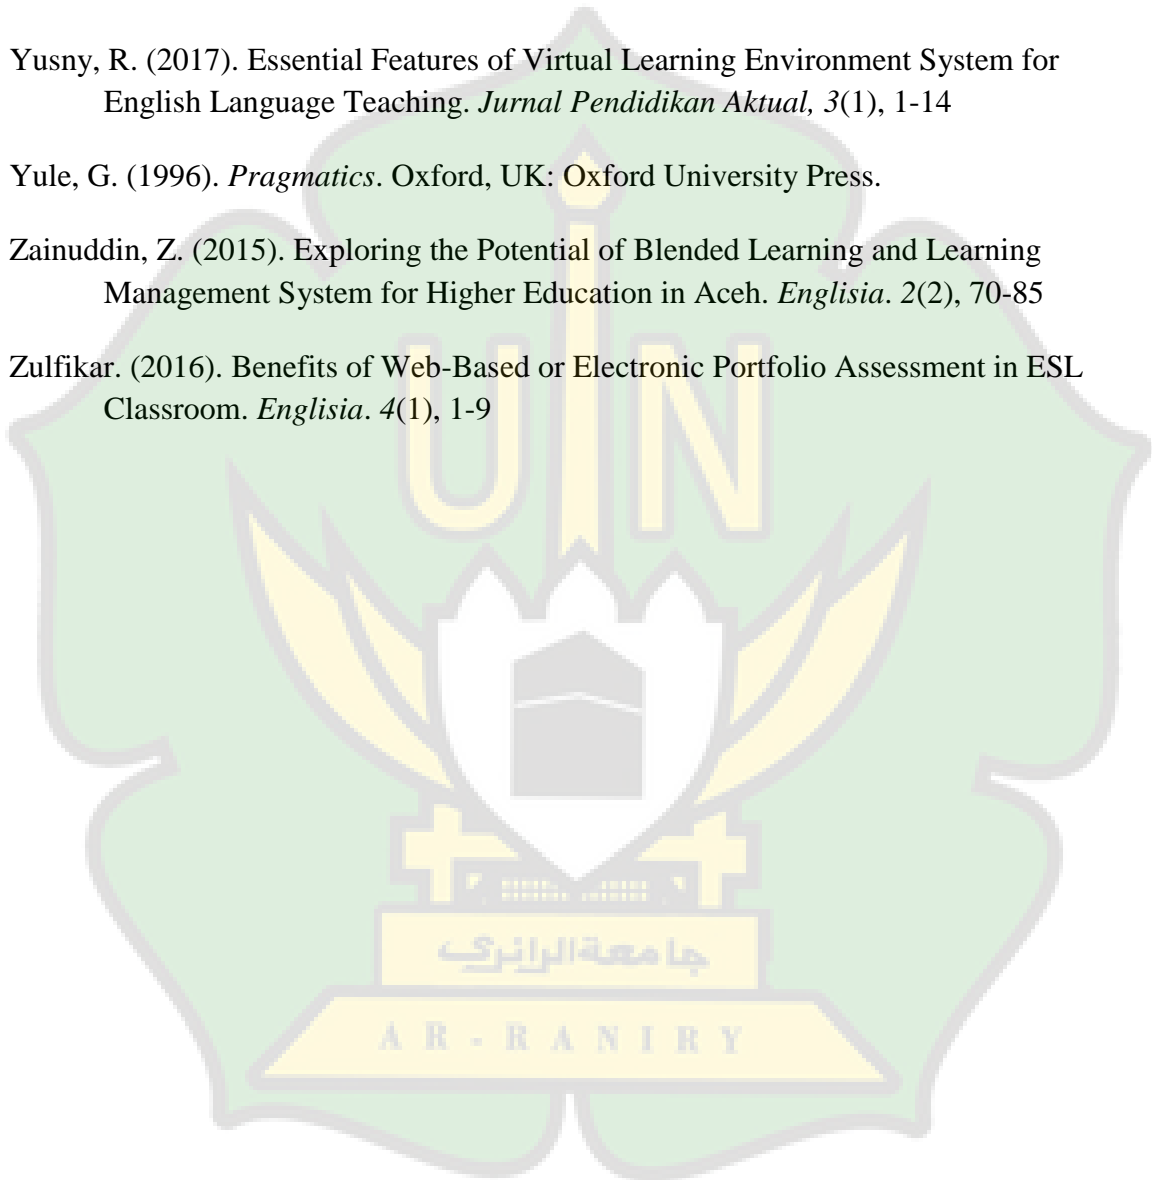 Yusny, R. (2017). Essential Features of Virtual Learning Environment System for
English Language Teaching. Jurnal Pendidikan Aktual, 3(1), 1-14
Yule, G. (1996). Pragmatics. Oxford, UK: Oxford University Press.
Zainuddin, Z. (2015). Exploring the Potential of Blended Learning and Learning
Management System for Higher Education in Aceh. Englisia. 2(2), 70-85
Zulfikar. (2016). Benefits of Web-Based or Electronic Portfolio Assessment in ESL
Classroom. Englisia. 4(1), 1-9
UIN
جامعة الرانري
AR-RANIRY